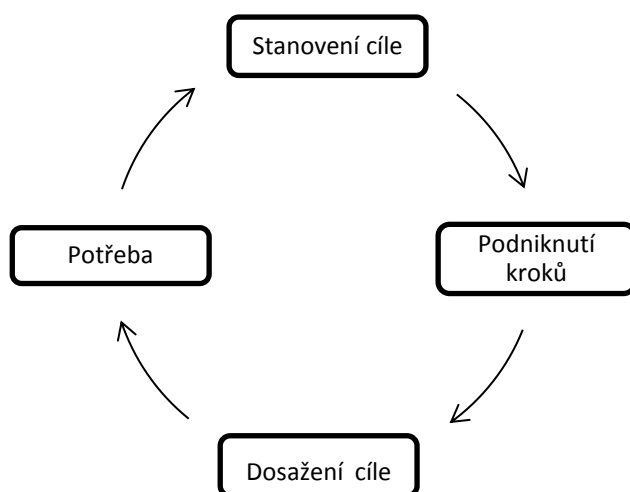 Stanovení cíle
Potřeba
Podniknutí
kroků
Dosažení cíle